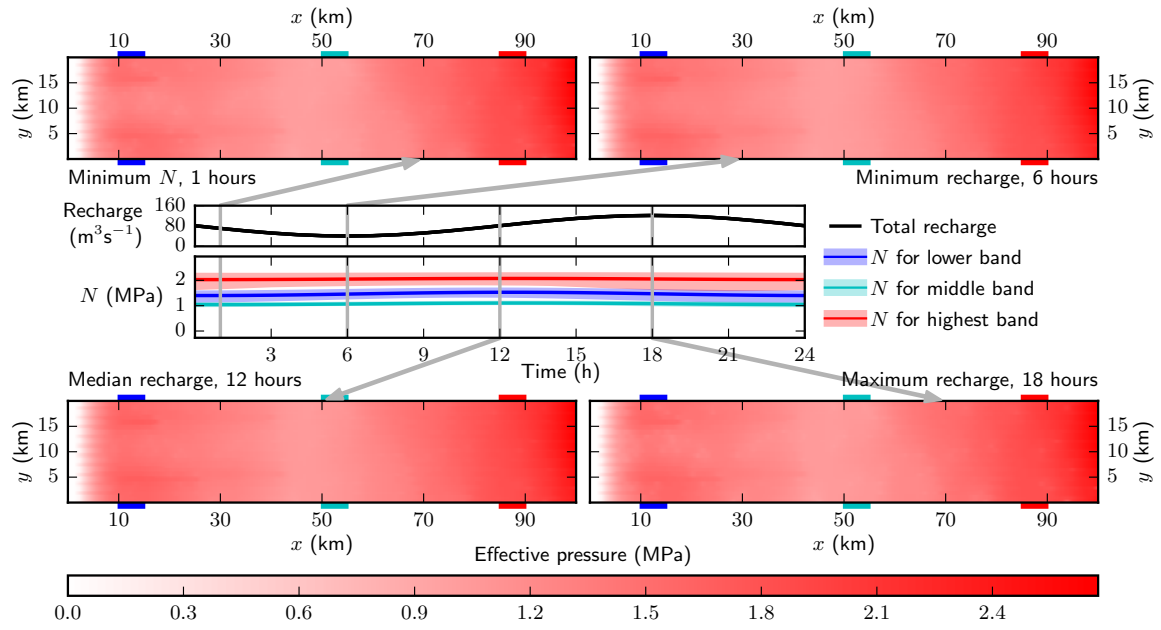 x (km) x (km)
10 30 50 70 90 10 30 50 70 90
y (km) 15 10 5 15 10 5 y (km)
Minimum N, 1 hours Minimum recharge, 6 hours
Recharge (m³s⁻¹) 160 80 0
N (MPa) 2 1 0
3 6 9 12 15 18 21 24
Time (h)
Total recharge
N for lower band
N for middle band
N for highest band
Median recharge, 12 hours Maximum recharge, 18 hours
y (km) 15 10 5 15 10 5 y (km)
10 30 50 70 90 10 30 50 70 90
x (km) x (km)
Effective pressure (MPa)
0.0 0.3 0.6 0.9 1.2 1.5 1.8 2.1 2.4